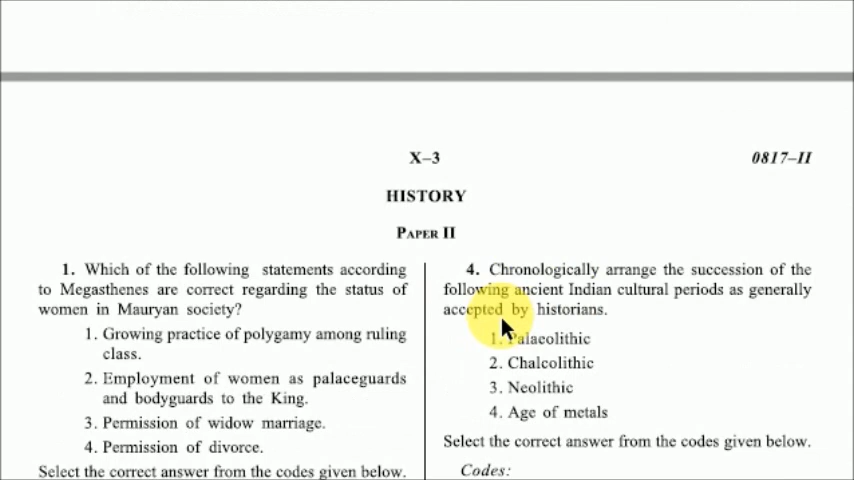 X–3
0817–II
HISTORY
PAPER II
1. Which of the following statements according
to Megasthenes are correct regarding the status of
women in Mauryan society?
1. Growing practice of polygamy among ruling
class.
2. Employment of women as palaceguards
and bodyguards to the King.
3. Permission of widow marriage.
4. Permission of divorce.
Select the correct answer from the codes given below.
4. Chronologically arrange the succession of the
following ancient Indian cultural periods as generally
accepted by historians.
1. Palaeolithic
2. Chalcolithic
3. Neolithic
4. Age of metals
Select the correct answer from the codes given below.
Codes: